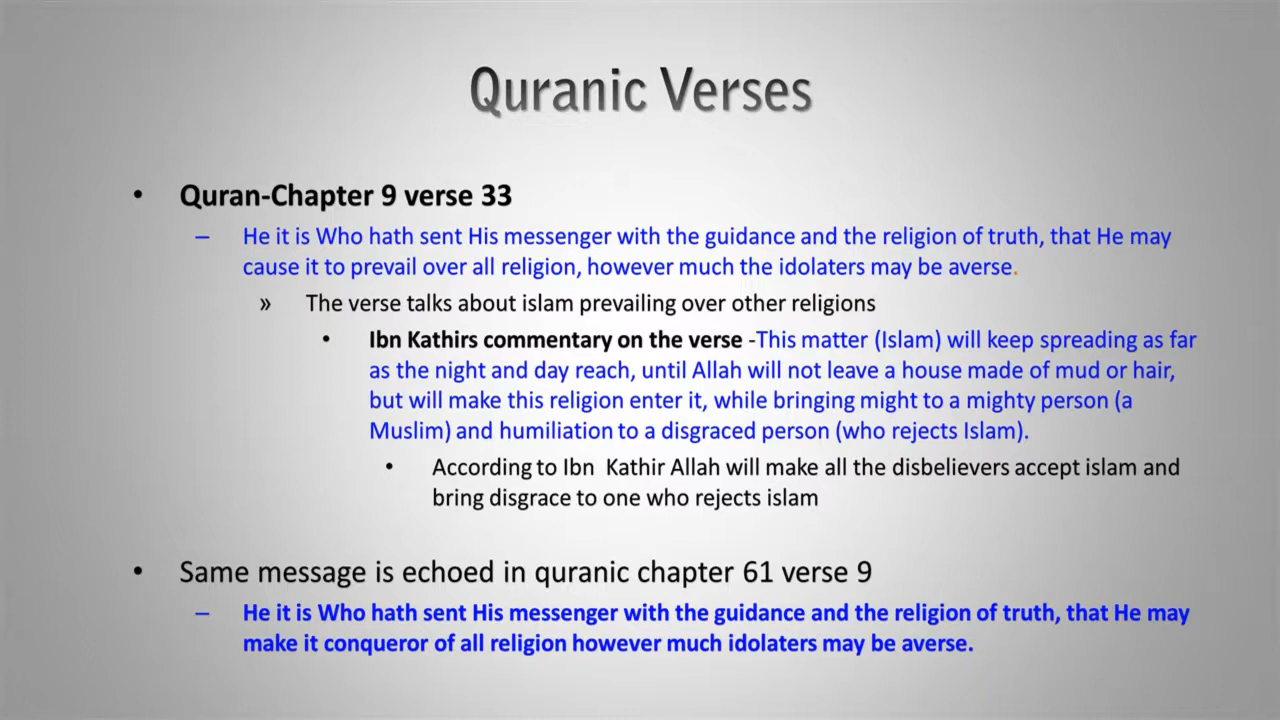 Quranic Verses
• Quran-Chapter 9 verse 33
– He it is Who hath sent His messenger with the guidance and the religion of truth, that He may
cause it to prevail over all religion, however much the idolaters may be averse.
» The verse talks about islam prevailing over other religions
• Ibn Kathirs commentary on the verse -This matter (Islam) will keep spreading as far
as the night and day reach, until Allah will not leave a house made of mud or hair,
but will make this religion enter it, while bringing might to a mighty person (a
Muslim) and humiliation to a disgraced person (who rejects Islam).
• According to Ibn Kathir Allah will make all the disbelievers accept islam and
bring disgrace to one who rejects islam
• Same message is echoed in quranic chapter 61 verse 9
– He it is Who hath sent His messenger with the guidance and the religion of truth, that He may
make it conqueror of all religion however much idolaters may be averse.